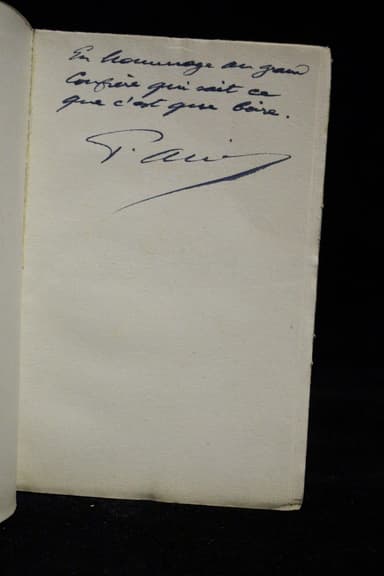 En hommage au grand
confrère qui sait ce
que c'est que boire.